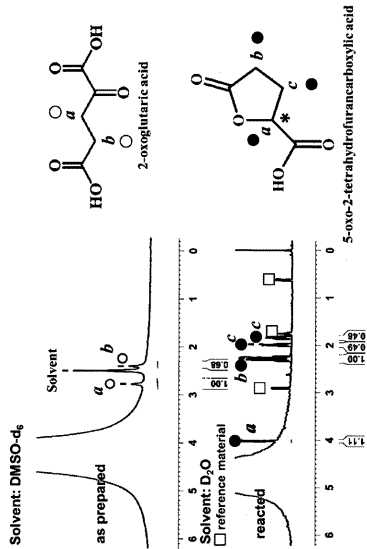 Solvent: DMSO-d6
as prepared
Solvent
a
b
1.00
0.68
6 5 4 3 2 1 0
Solvent: D2O
□ reference material
reacted
a
b
c
c
1.11
1.00
0.49
0.48
6 5 4 3 2 1 0
HO
O
b
a
O
O
OH
2-oxoglutaric acid
O
O
b
c
a
*
HO
O
5-oxo-2-tetrahydrofurancarboxylic acid